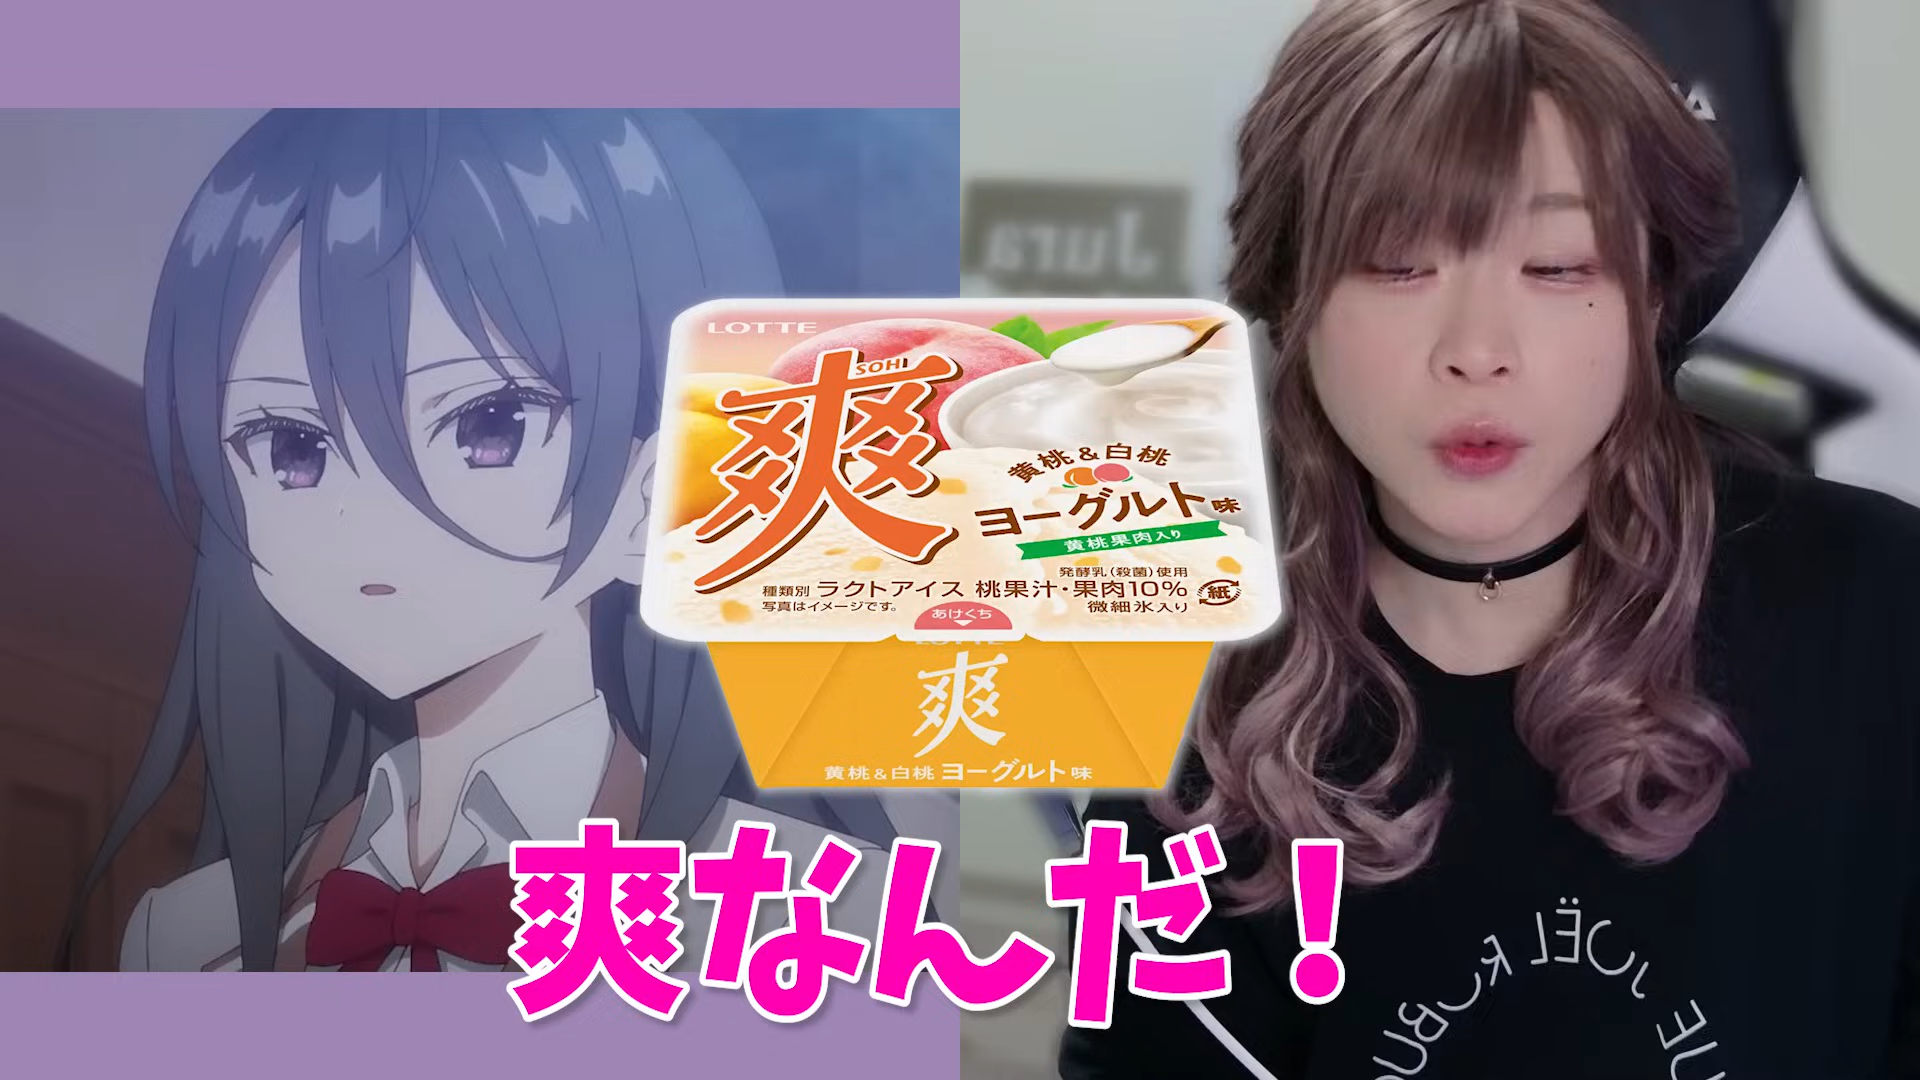 LOTTE
SOH
爽
黄桃&白桃
ヨーグルト味
黄桃果肉入り
発酵乳(殺菌)使用
種類別 ラクトアイス 桃果汁・果肉10%
写真はイメージです。 微細氷入り
紙
あけくち
爽
黄桃&白桃 ヨーグルト味
爽なんだ!
Jura